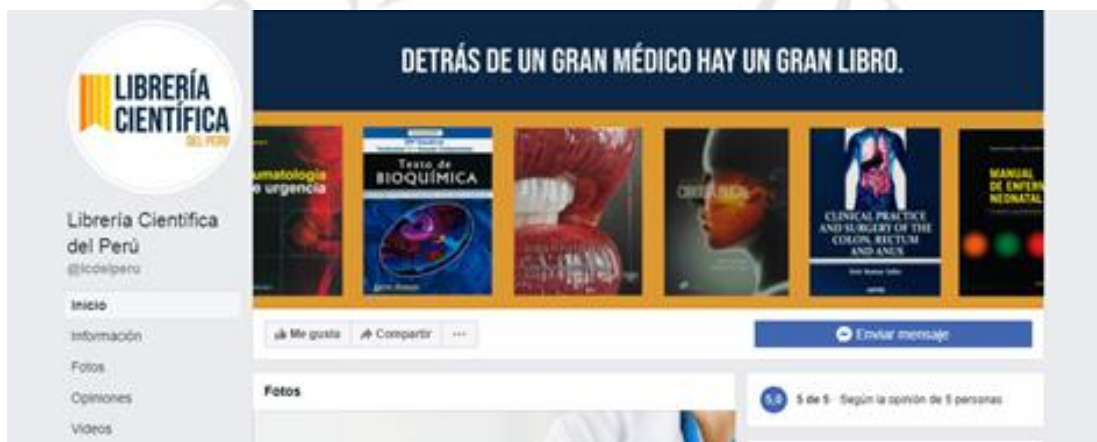 DETRÁS DE UN GRAN MÉDICO HAY UN GRAN LIBRO.
LIBRERÍA
CIENTÍFICA
DEL PERÚ
umatología
e urgencia
Texto de
BIOQUÍMICA
CLINICAL PRACTICE
AND SURGERY OF THE
COLON, RECTUM
AND ANUS
MANUAL
DE ENFERM
NEONATAL
Librería Científica
del Perú
@lcdelperu
Inicio
Información
Fotos
Opiniones
Videos
Me gusta
Compartir
...
Enviar mensaje
Fotos
5,0
5 de 5 · Según la opinión de 5 personas